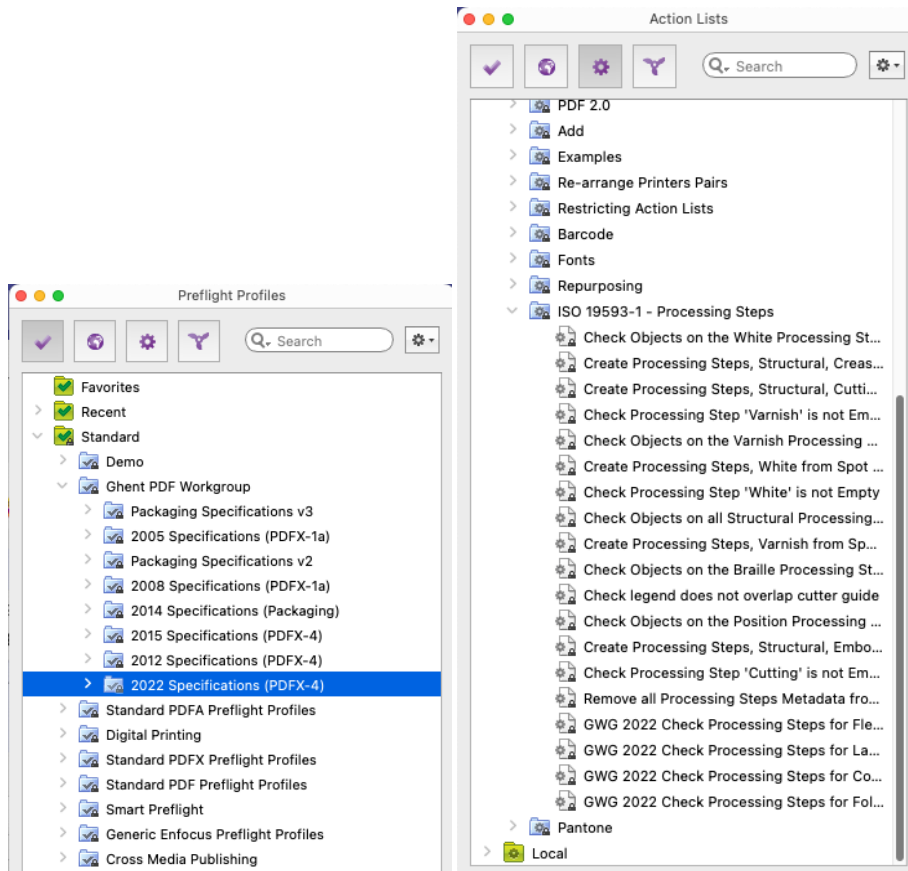 Preflight Profiles
Search
Favorites
Recent
Standard
Demo
Ghent PDF Workgroup
Packaging Specifications v3
2005 Specifications (PDFX-1a)
Packaging Specifications v2
2008 Specifications (PDFX-1a)
2014 Specifications (Packaging)
2015 Specifications (PDFX-4)
2012 Specifications (PDFX-4)
2022 Specifications (PDFX-4)
Standard PDFA Preflight Profiles
Digital Printing
Standard PDFX Preflight Profiles
Standard PDF Preflight Profiles
Smart Preflight
Generic Enfocus Preflight Profiles
Cross Media Publishing
Action Lists
Search
PDF 2.0
Add
Examples
Re-arrange Printers Pairs
Restricting Action Lists
Barcode
Fonts
Repurposing
ISO 19593-1 - Processing Steps
Check Objects on the White Processing St...
Create Processing Steps, Structural, Creas...
Create Processing Steps, Structural, Cutti...
Check Processing Step 'Varnish' is not Em...
Check Objects on the Varnish Processing ...
Create Processing Steps, White from Spot ...
Check Processing Step 'White' is not Empty
Check Objects on all Structural Processing...
Create Processing Steps, Varnish from Sp...
Check Objects on the Braille Processing St...
Check legend does not overlap cutter guide
Check Objects on the Position Processing ...
Create Processing Steps, Structural, Embo...
Check Processing Step 'Cutting' is not Em...
Remove all Processing Steps Metadata fro...
GWG 2022 Check Processing Steps for Fle...
GWG 2022 Check Processing Steps for La...
GWG 2022 Check Processing Steps for Co...
GWG 2022 Check Processing Steps for Fol...
Pantone
Local